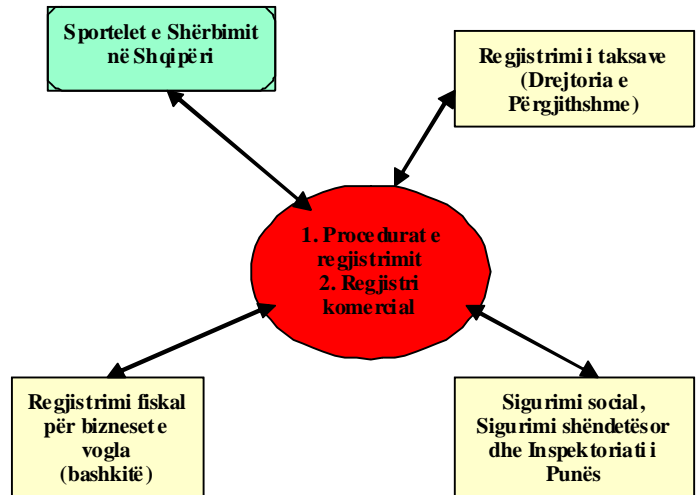 Sportelet e Shërbimit
në Shqipëri
Regjistrimi i taksave
(Drejtoria e
Përgjithshme)
1. Procedurat e
regjistrimit
2. Regjistri
komercial
Regjistrimi fiskal
për bizneset e
vogla
(bashkitë)
Sigurimi social,
Sigurimi shëndetësor
dhe Inspektoriati i
Punës